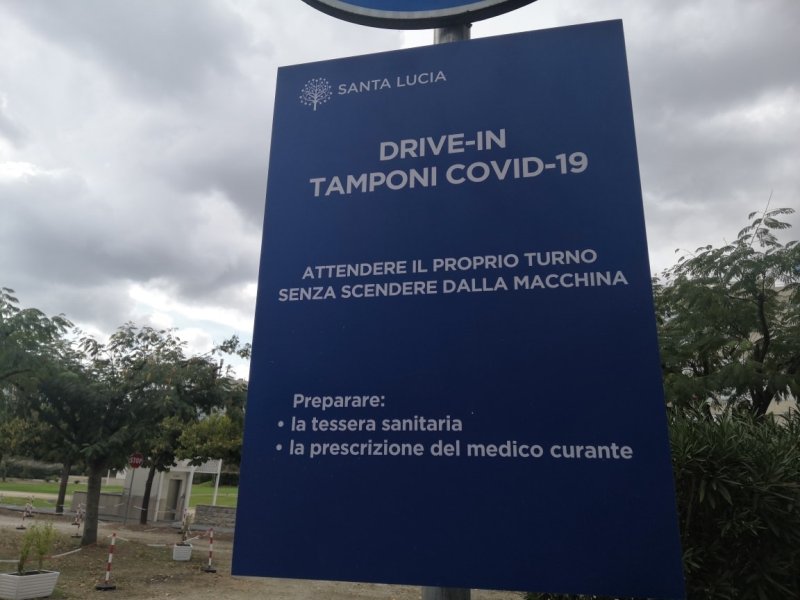 SANTA LUCIA
DRIVE-IN
TAMPONI COVID-19
ATTENDERE IL PROPRIO TURNO
SENZA SCENDERE DALLA MACCHINA
Preparare:
• la tessera sanitaria
• la prescrizione del medico curante
STOP